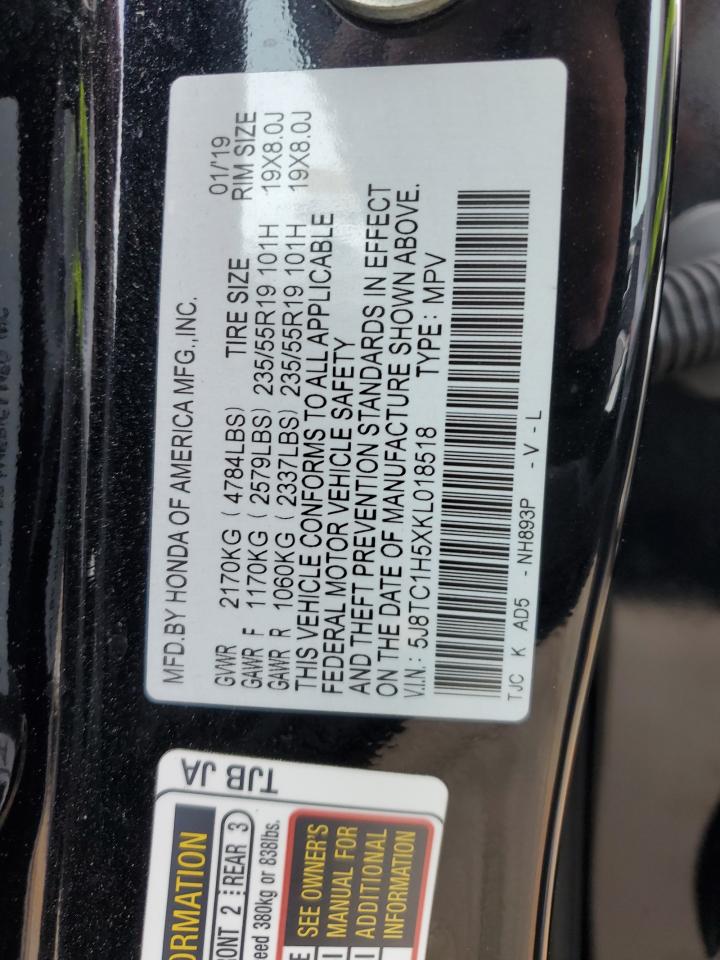 MFD.BY HONDA OF AMERICA MFG.,INC. 01/'19
GVWR 2170KG ( 4784LBS) TIRE SIZE RIM SIZE
GAWR F 1170KG ( 2579LBS) 235/55R19 101H 19X8.0J
GAWR R 1060KG ( 2337LBS) 235/55R19 101H 19X8.0J
THIS VEHICLE CONFORMS TO ALL APPLICABLE
FEDERAL MOTOR VEHICLE SAFETY
AND THEFT PREVENTION STANDARDS IN EFFECT
ON THE DATE OF MANUFACTURE SHOWN ABOVE.
V.I.N.: 5J8TC1H5XKL018518 TYPE: MPV
TJC K AD5 -NH893P -V-L
TJB JA
ORMATION
ONT 2 REAR 3
eed 380kg or 838lbs.
SEE OWNER'S
MANUAL FOR
ADDITIONAL
INFORMATION